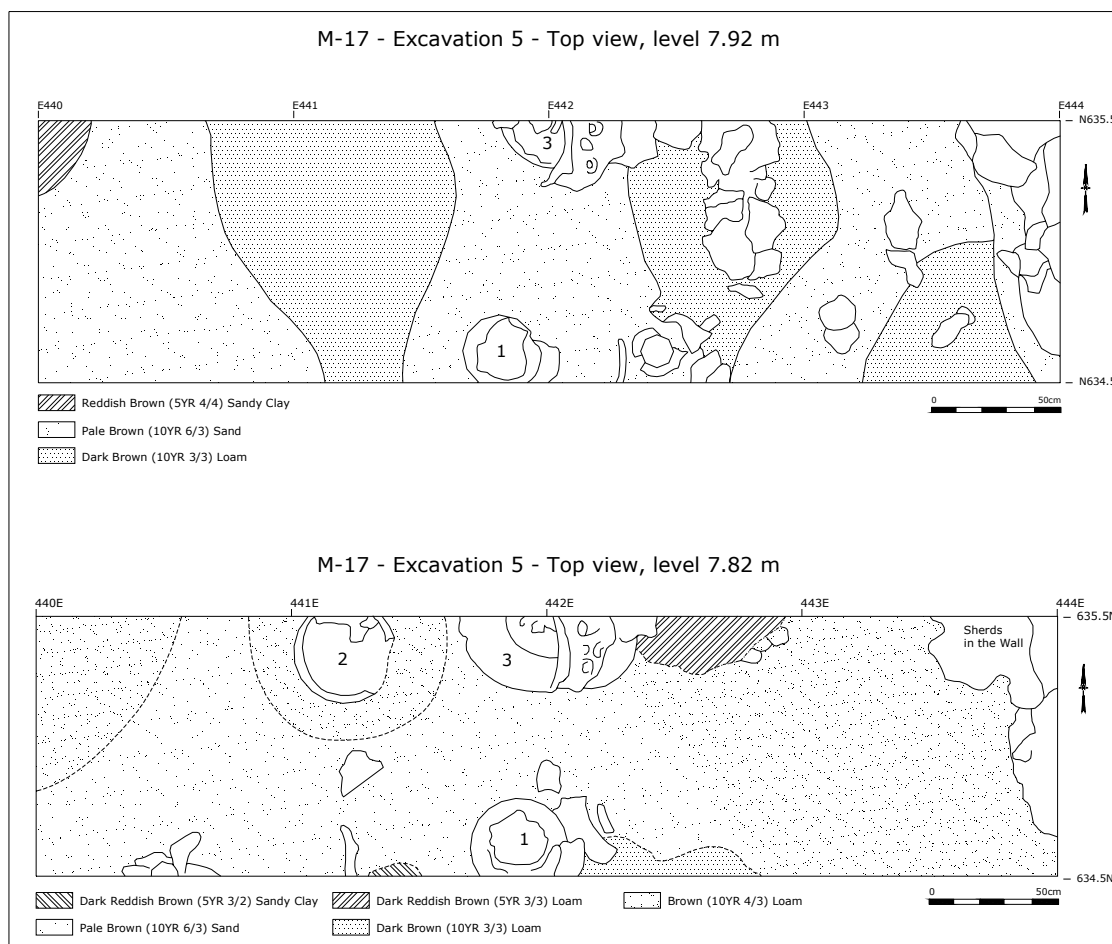 M-17 - Excavation 5 - Top view, level 7.92 m
E440 E441 E442 E443 E444
N635.5
3
1
N634.5
Reddish Brown (5YR 4/4) Sandy Clay
Pale Brown (10YR 6/3) Sand
Dark Brown (10YR 3/3) Loam
0 50cm
M-17 - Excavation 5 - Top view, level 7.82 m
440E 441E 442E 443E 444E
635.5N
Sherds
in the Wall
2
3
1
634.5N
Dark Reddish Brown (5YR 3/2) Sandy Clay
Dark Reddish Brown (5YR 3/3) Loam
Brown (10YR 4/3) Loam
Pale Brown (10YR 6/3) Sand
Dark Brown (10YR 3/3) Loam
0 50cm